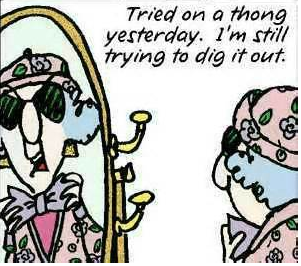 Tried on a thong
yesterday. I'm still
trying to dig it out.